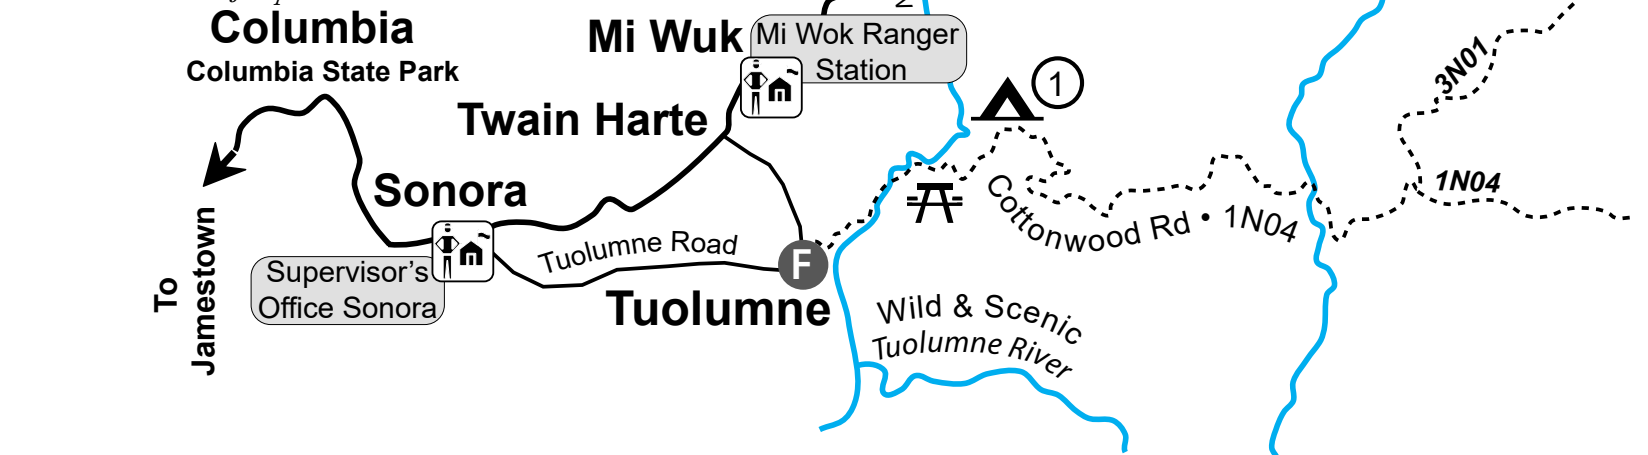 Columbia
Columbia State Park
Mi Wuk
Mi Wok Ranger
Station
1
3N01
Twain Harte
Sonora
1N04
Cottonwood Rd • 1N04
Tuolumne Road
F
To
Jamestown
Supervisor's
Office Sonora
Tuolumne
Wild & Scenic
Tuolumne River